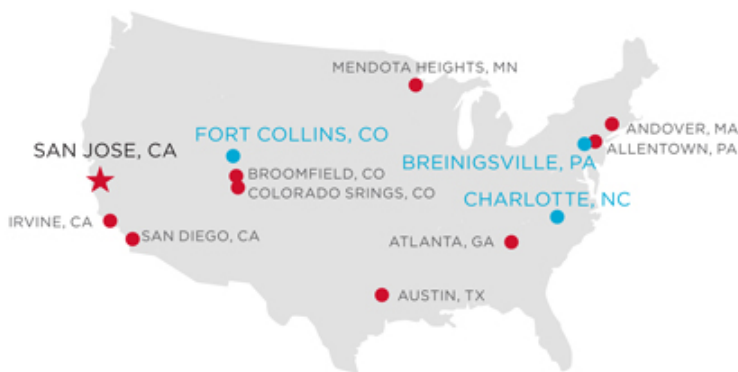 MENDOTA HEIGHTS, MN
ANDOVER, MA
FORT COLLINS, CO
SAN JOSE, CA
ALLENTOWN, PA
BREINIGSVILLE, PA
BROOMFIELD, CO
COLORADO SRINGS, CO
CHARLOTTE, NC
IRVINE, CA
SAN DIEGO, CA
ATLANTA, GA
AUSTIN, TX